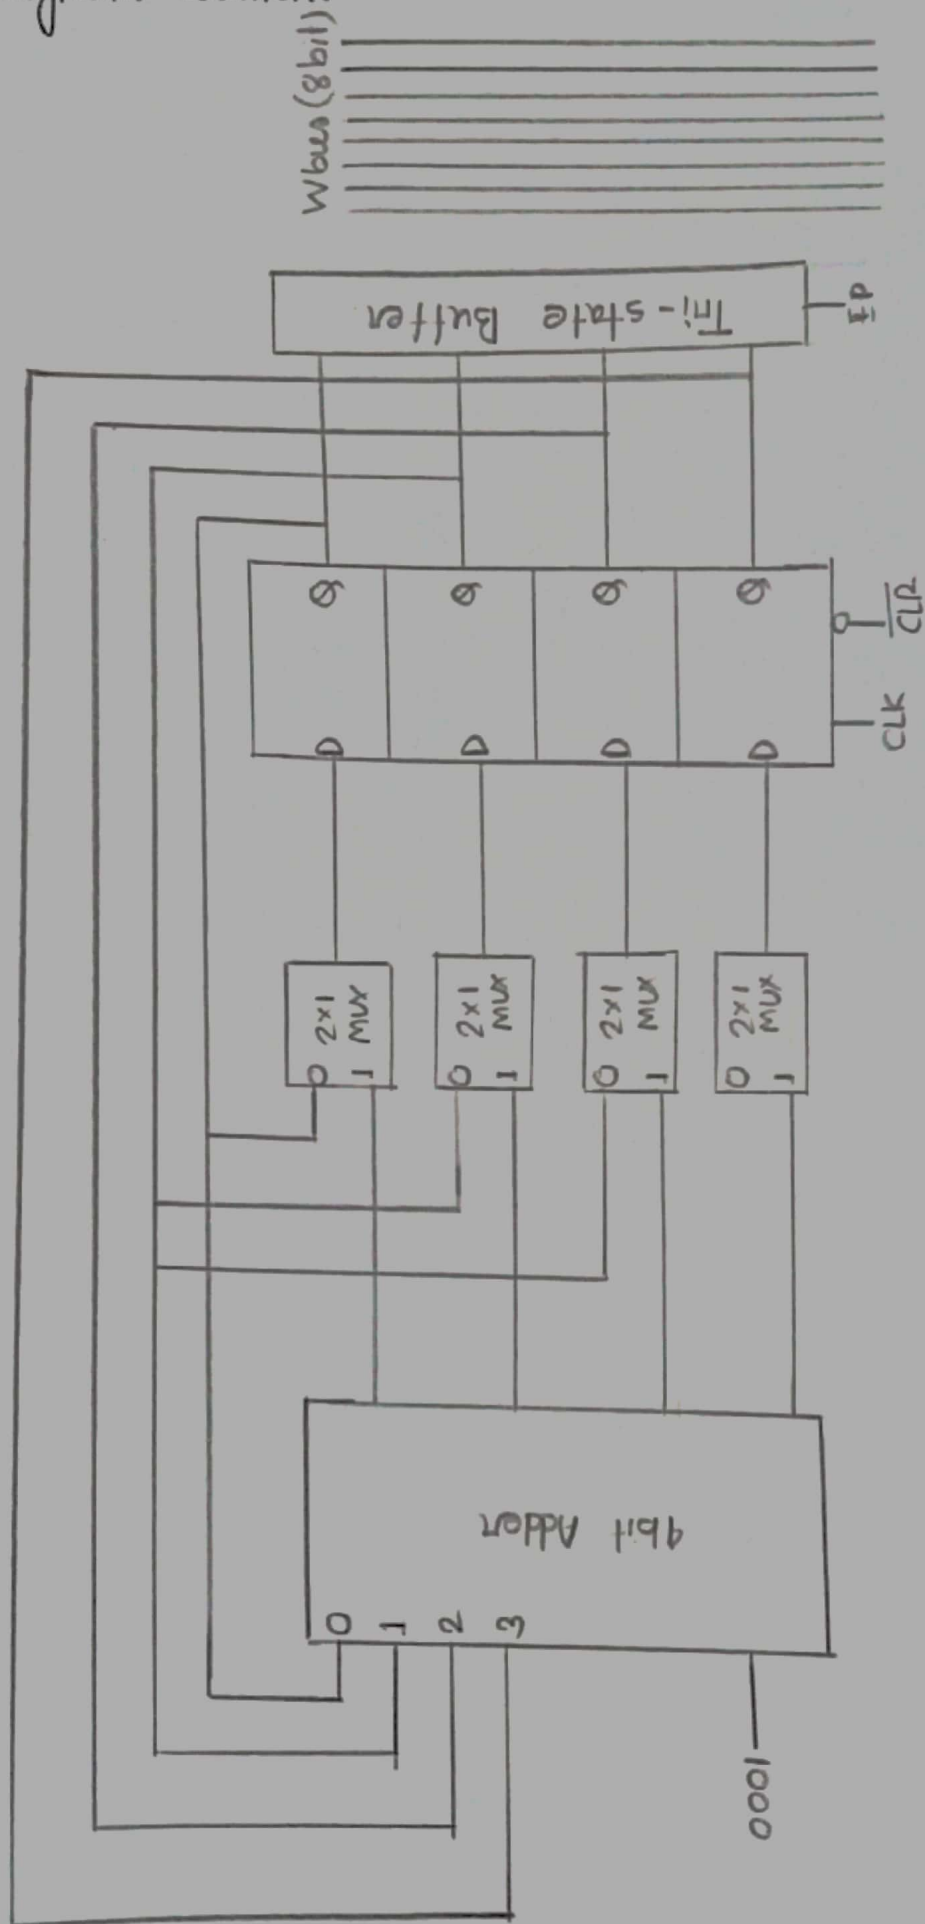 Wbus (8bit)
Tri-state Buffer
EP
Q
Q
Q
Q
D
D
D
D
CLR
CLK
0
2x1
MUX
1
0
2x1
MUX
1
0
2x1
MUX
1
0
2x1
MUX
1
4bit Adder
0
1
2
3
0001